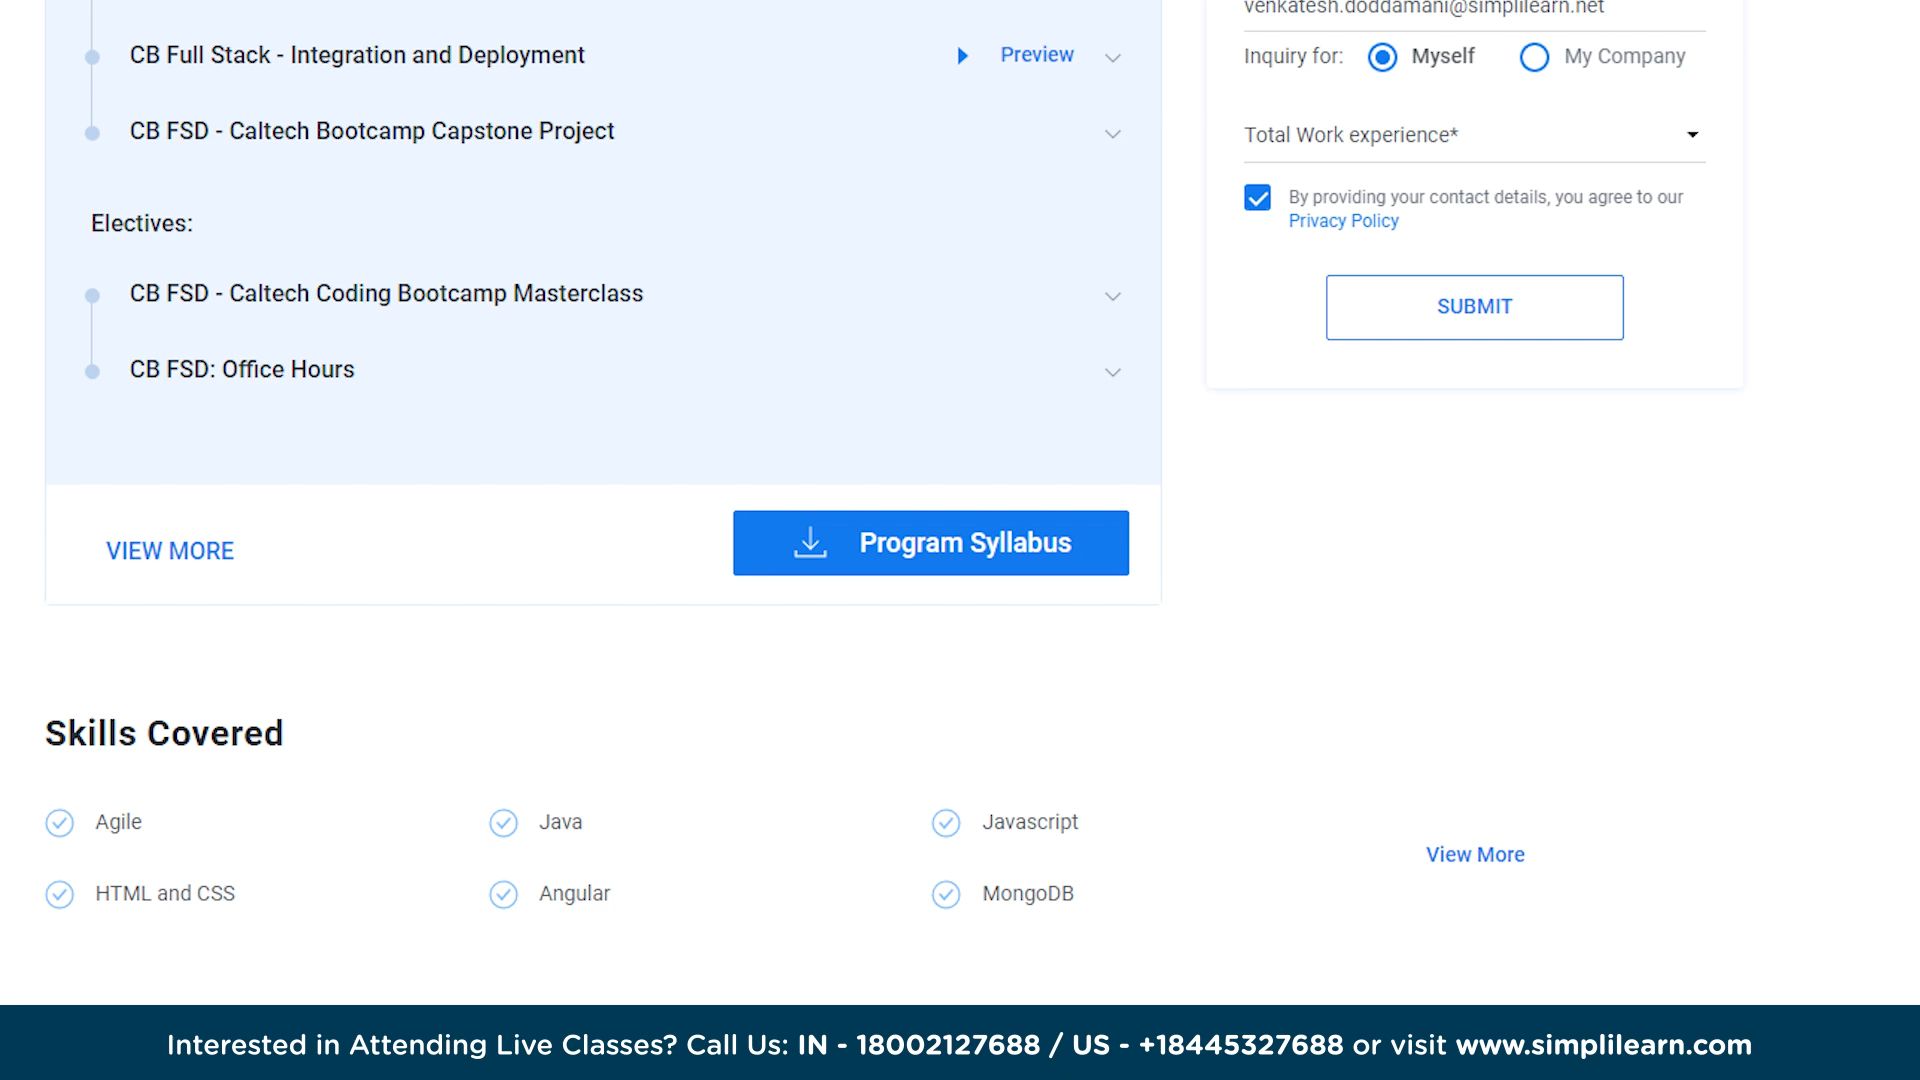 CB Full Stack - Integration and Deployment
Preview
CB FSD - Caltech Bootcamp Capstone Project
Electives:
CB FSD - Caltech Coding Bootcamp Masterclass
CB FSD: Office Hours
VIEW MORE
Program Syllabus
venkatesh.doddamani@simplilearn.net
Inquiry for:
Myself
My Company
Total Work experience*
By providing your contact details, you agree to our
Privacy Policy
SUBMIT
Skills Covered
Agile
Java
Javascript
HTML and CSS
Angular
MongoDB
View More
Interested in Attending Live Classes? Call Us: IN - 18002127688 / US - +18445327688 or visit www.simplilearn.com